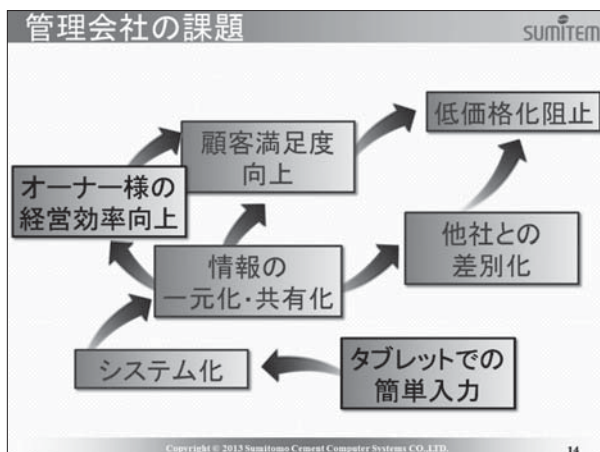 管理会社の課題
SUMITEM
低価格化阻止
顧客満足度
向上
オーナー様の
経営効率向上
他社との
差別化
情報の
一元化・共有化
システム化
タブレットでの
簡単入力
Copyright © 2013 Sumitomo Cement Computer Systems CO.,LTD.
14